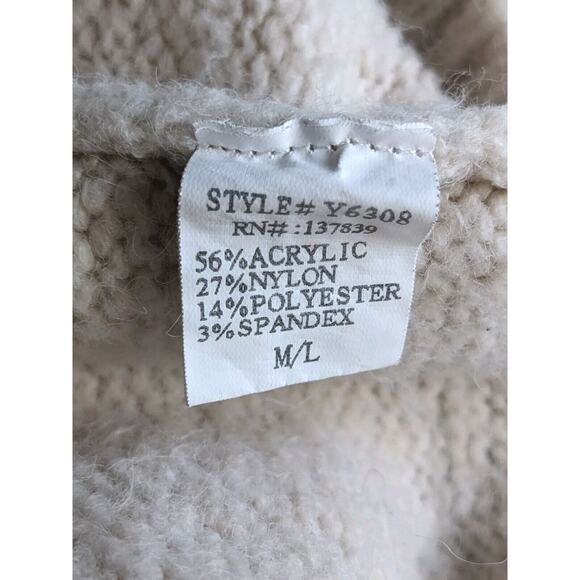 STYLE# Y6308
RN#:137839
56%ACRYLIC
27%NYLON
14%POLYESTER
3%SPANDEX
M/L